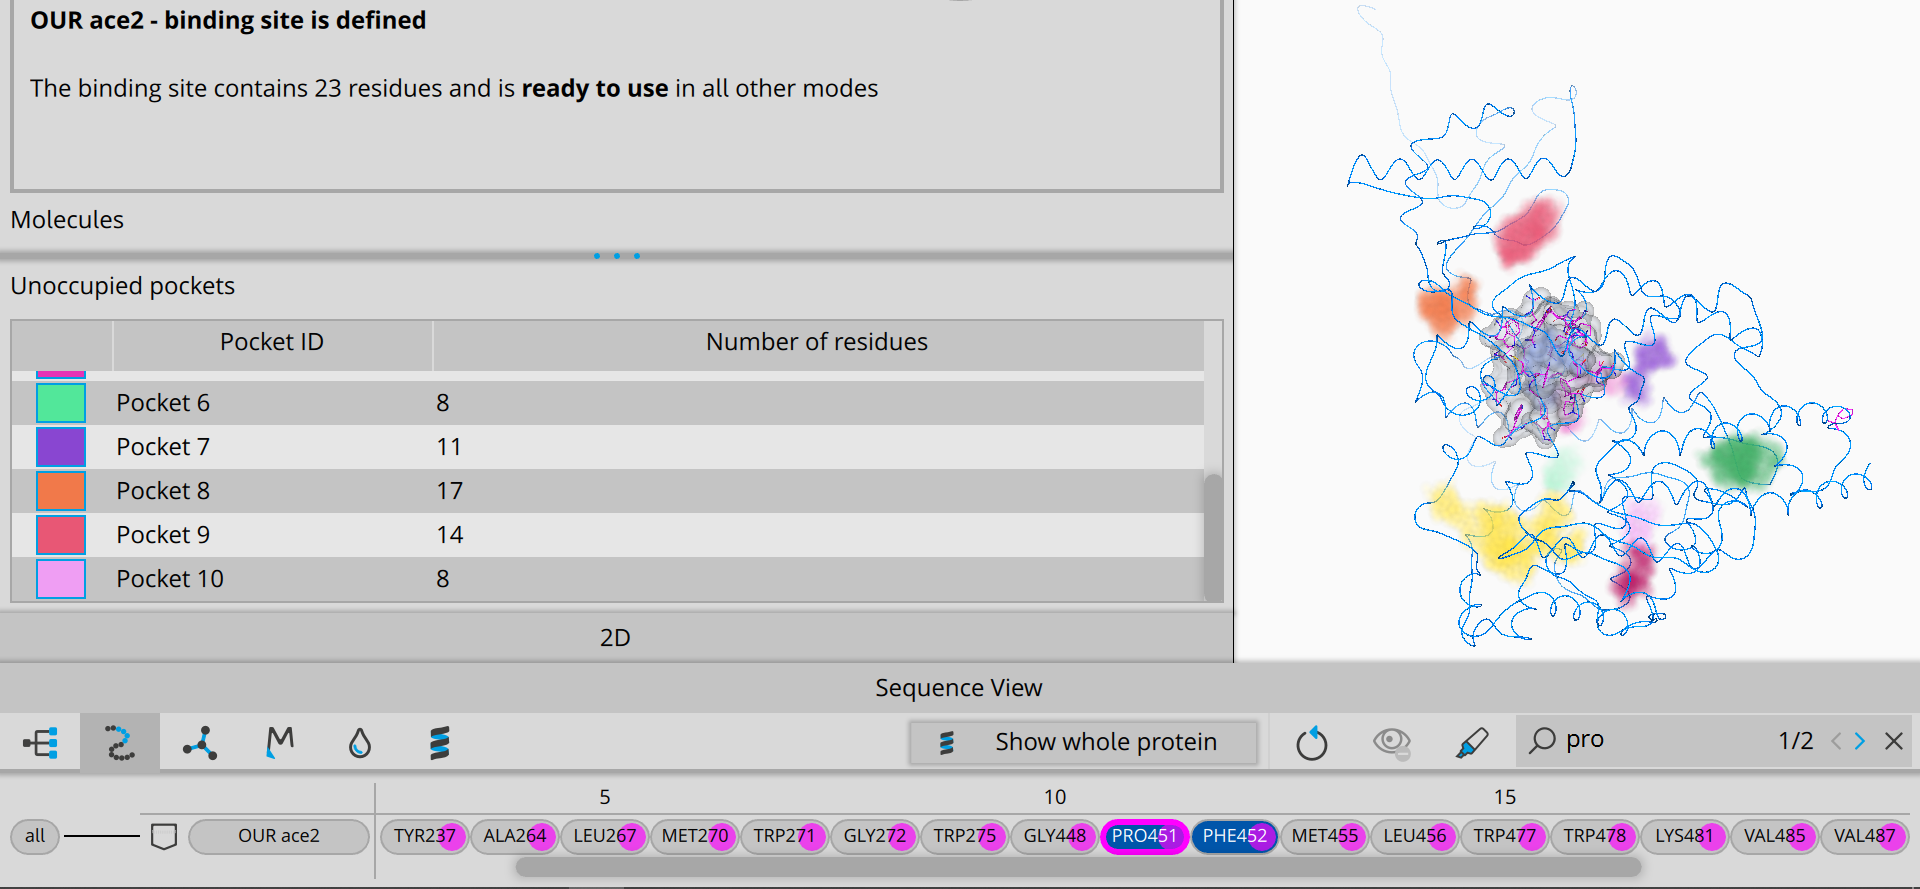 OUR ace2 - binding site is defined
The binding site contains 23 residues and is ready to use in all other modes
Molecules
Unoccupied pockets
Pocket ID Number of residues
Pocket 6 8
Pocket 7 11
Pocket 8 17
Pocket 9 14
Pocket 10 8
2D
Sequence View
Show whole protein pro 1/2
5 10 15
all OUR ace2 TYR237 ALA264 LEU267 MET270 TRP271 GLY272 TRP275 GLY448 PRO451 PHE452 MET455 LEU456 TRP477 TRP478 LYS481 VAL485 VAL487